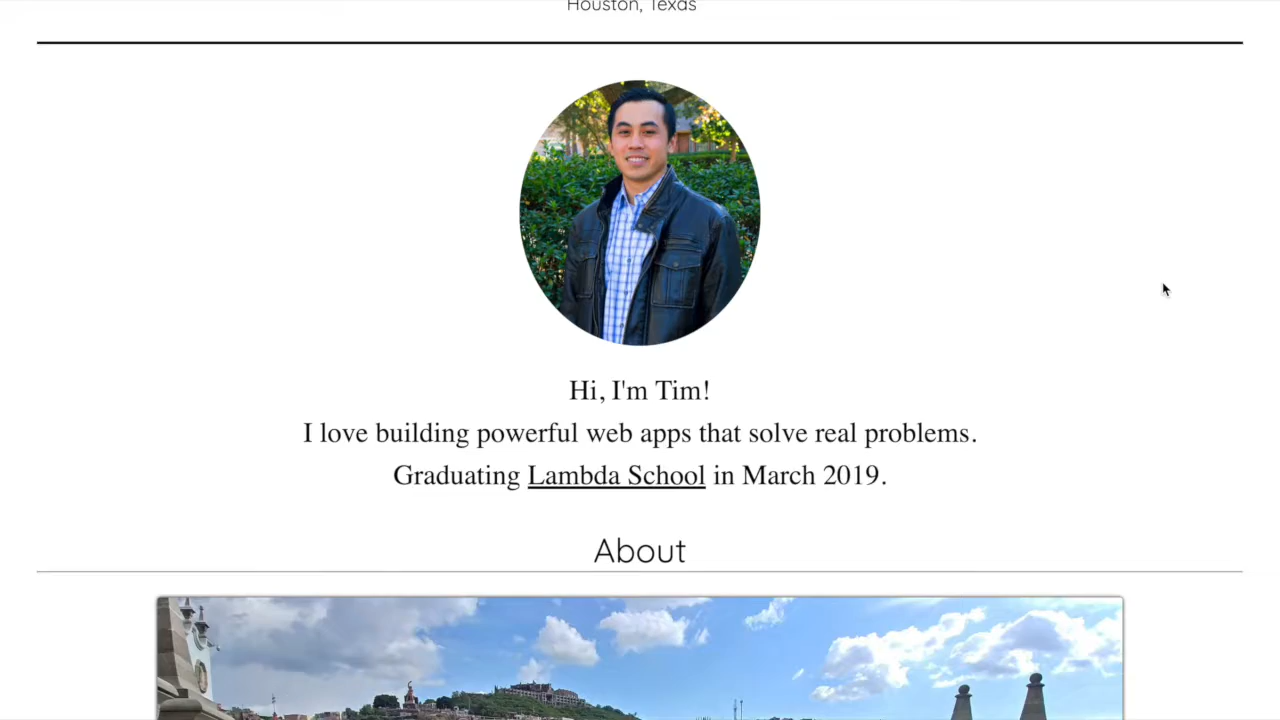 Houston, Texas
Hi, I'm Tim!
I love building powerful web apps that solve real problems.
Graduating Lambda School in March 2019.
About